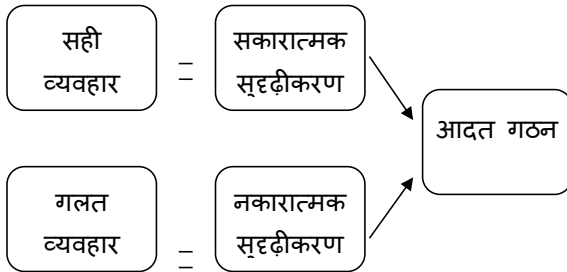 सही
व्यवहार
=
सकारात्मक
सुदृढ़ीकरण
आदत गठन
गलत
व्यवहार
=
नकारात्मक
सुदृढ़ीकरण